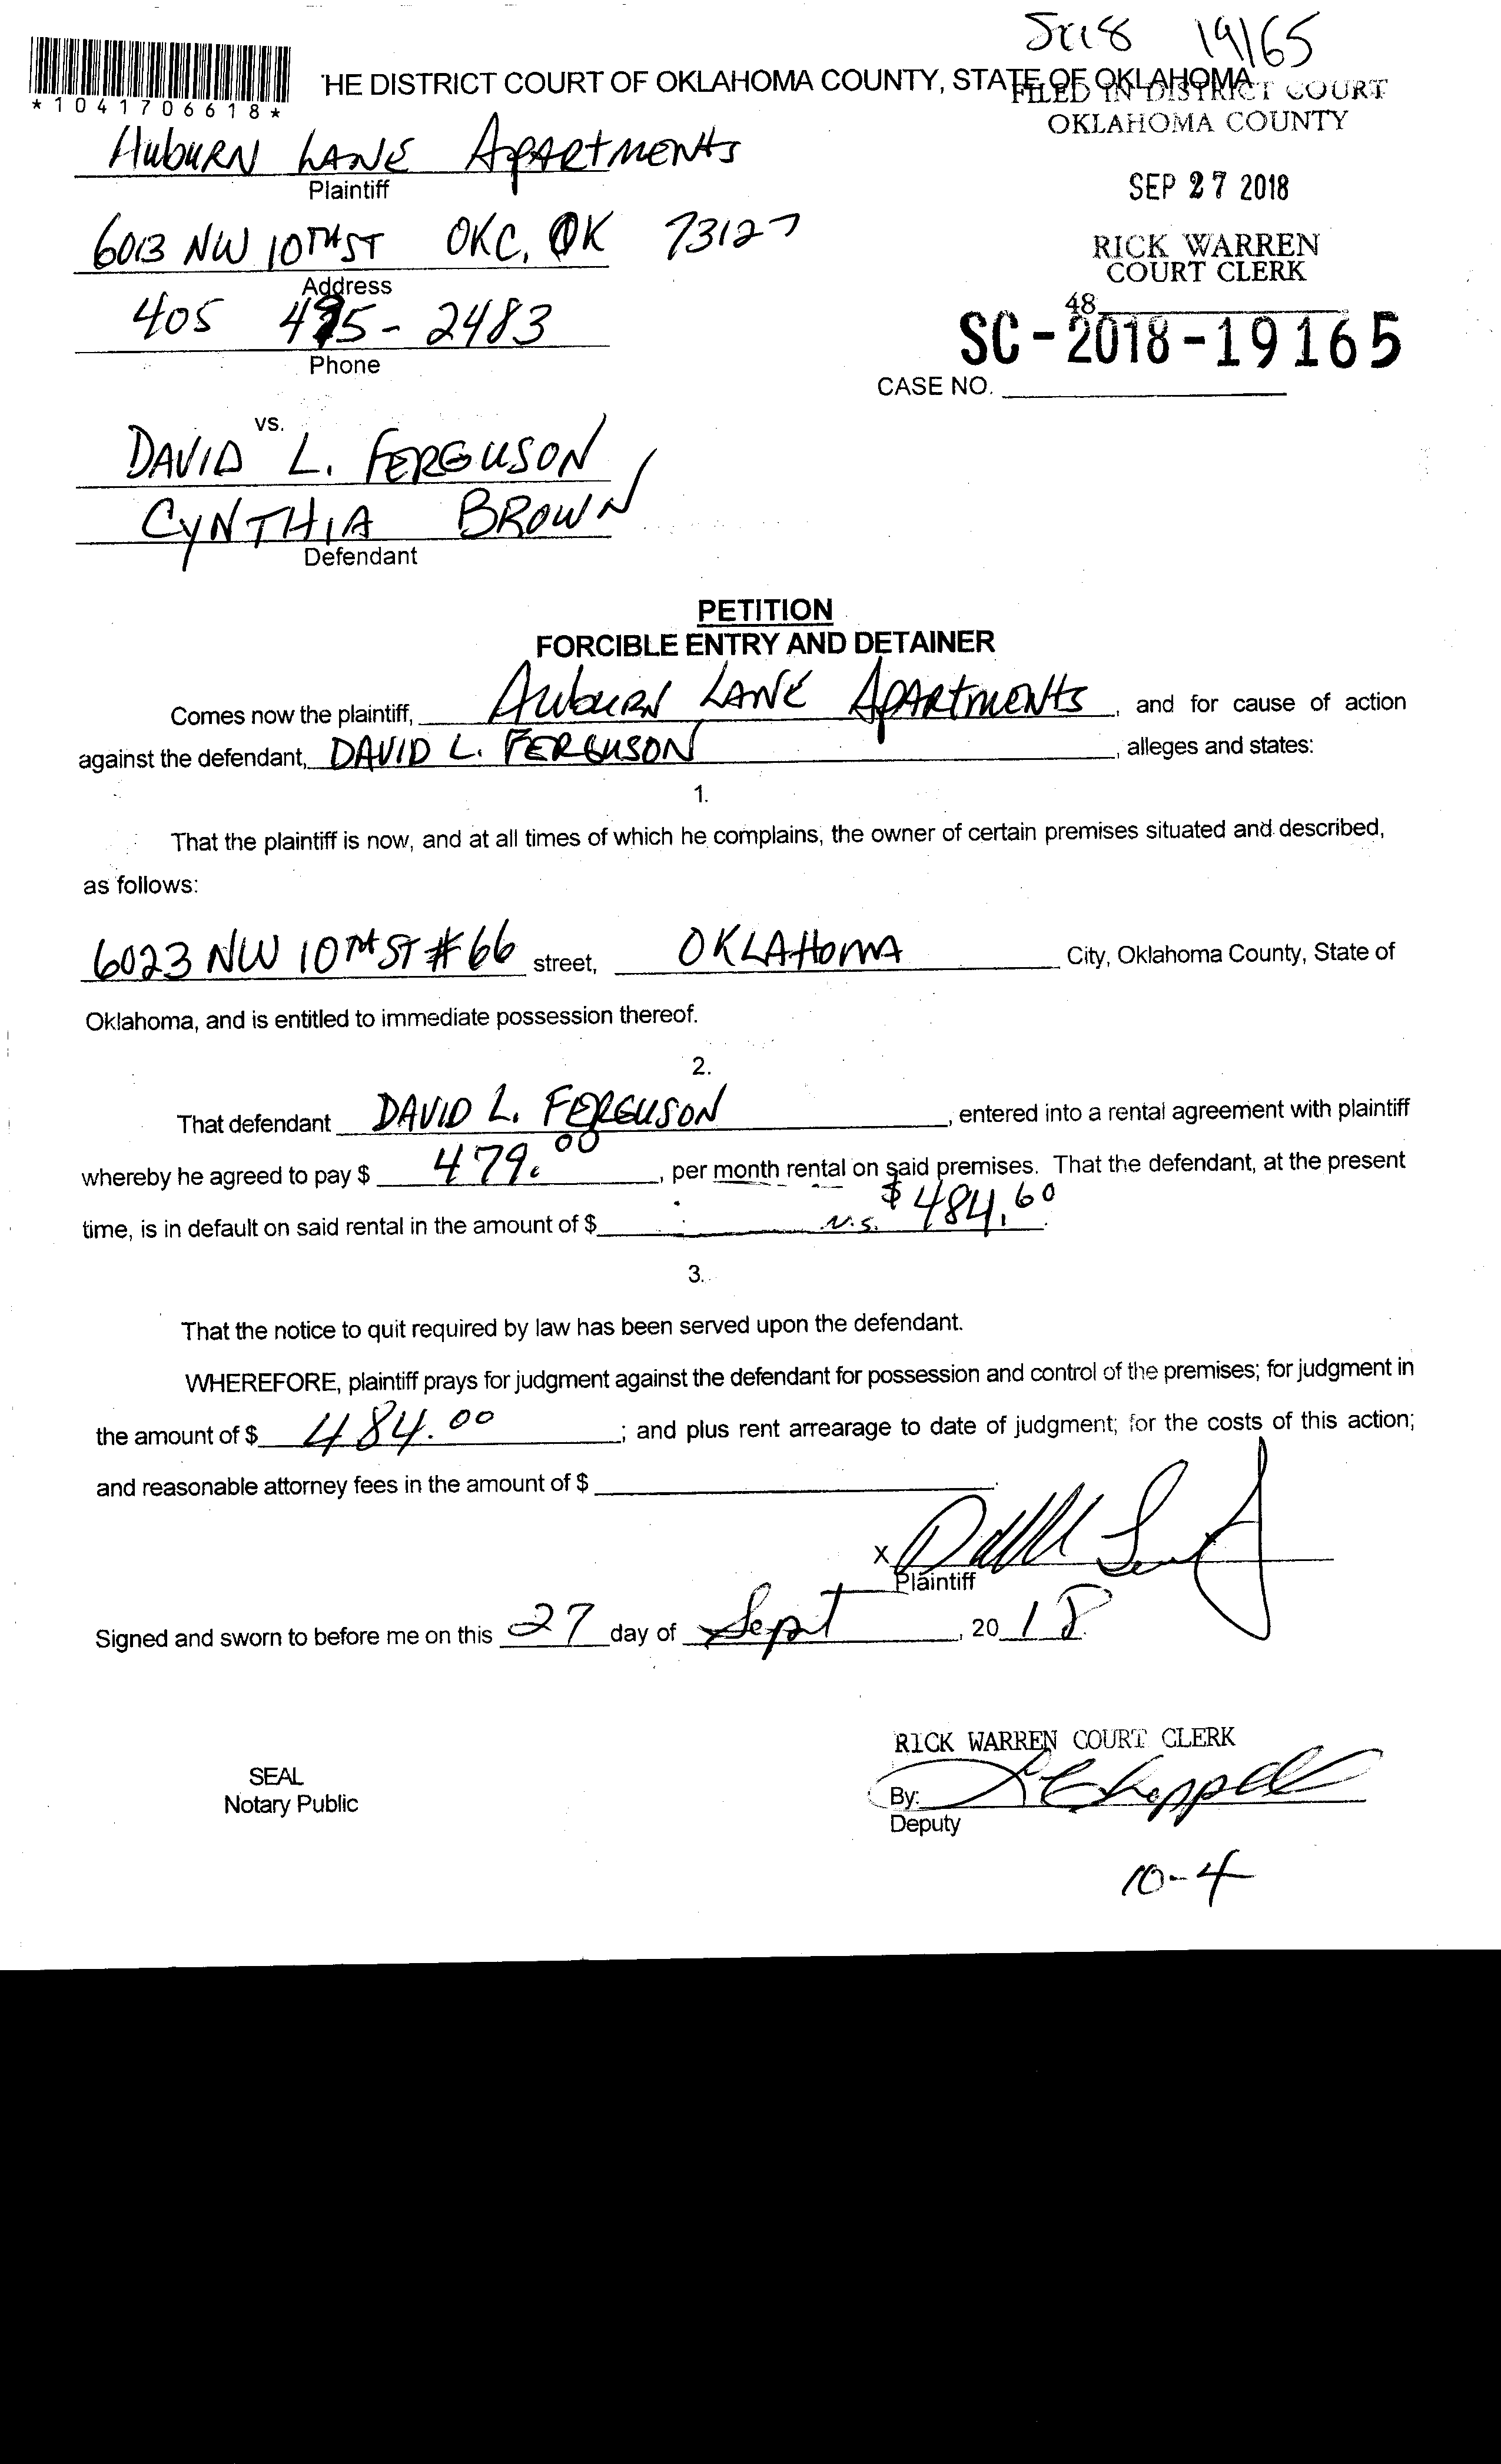 SC18 19165
*1041706618*
HE DISTRICT COURT OF OKLAHOMA COUNTY, STATE OF OKLAHOMA
FILED IN DISTRICT COURT
OKLAHOMA COUNTY
AubuRN LANE APARtMENts
Plaintiff
SEP 27 2018
6013 NW 10TH ST OKC, OK 73127
Address
RICK WARREN
COURT CLERK
405 495-2483
Phone
48
SC-2018-19165
CASE NO.
vs.
DAVID L. FERGUSON
CYNTHIA BROWN
Defendant
PETITION
FORCIBLE ENTRY AND DETAINER
Comes now the plaintiff, AubuRN LANE APARtmeNts, and for cause of action
against the defendant, DAVID L. FERGUSON, alleges and states:
1.
That the plaintiff is now, and at all times of which he complains, the owner of certain premises situated and described,
as follows:
6023 NW 10TH ST #66 street, OKLAHOMA City, Oklahoma County, State of
Oklahoma, and is entitled to immediate possession thereof.
2.
That defendant DAVID L. FERGUSON, entered into a rental agreement with plaintiff
whereby he agreed to pay $ 479.00, per month rental on said premises. That the defendant, at the present
time, is in default on said rental in the amount of $ $484.60.
3.
That the notice to quit required by law has been served upon the defendant.
WHEREFORE, plaintiff prays for judgment against the defendant for possession and control of the premises; for judgment in
the amount of $ 484.00; and plus rent arrearage to date of judgment; for the costs of this action;
and reasonable attorney fees in the amount of $
X
Plaintiff
Signed and sworn to before me on this 27 day of Sept, 20 18.
RICK WARREN COURT CLERK
SEAL
Notary Public
By:
Deputy
10-4